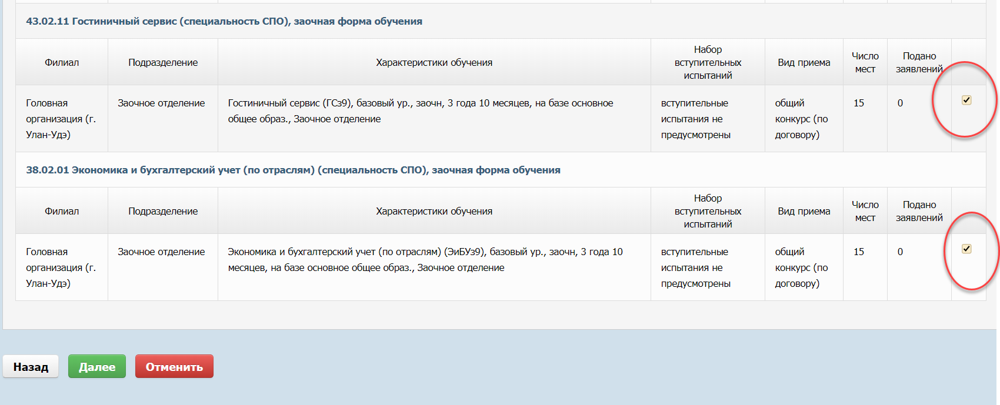 43.02.11 Гостиничный сервис (специальность СПО), заочная форма обучения
Филиал
Подразделение
Характеристики обучения
Набор
вступительных
испытаний
Вид приема
Число
мест
Подано
заявлений
Головная
организация (г.
Улан-Удэ)
Заочное отделение
Гостиничный сервис (ГСз9), базовый ур., заочн, 3 года 10 месяцев, на базе основное
общее образ., Заочное отделение
вступительные
испытания не
предусмотрены
общий
конкурс (по
договору)
15
0
38.02.01 Экономика и бухгалтерский учет (по отраслям) (специальность СПО), заочная форма обучения
Филиал
Подразделение
Характеристики обучения
Набор
вступительных
испытаний
Вид приема
Число
мест
Подано
заявлений
Головная
организация (г.
Улан-Удэ)
Заочное отделение
Экономика и бухгалтерский учет (по отраслям) (ЭиБУз9), базовый ур., заочн, 3 года 10
месяцев, на базе основное общее образ., Заочное отделение
вступительные
испытания не
предусмотрены
общий
конкурс (по
договору)
15
0
Назад
Далее
Отменить